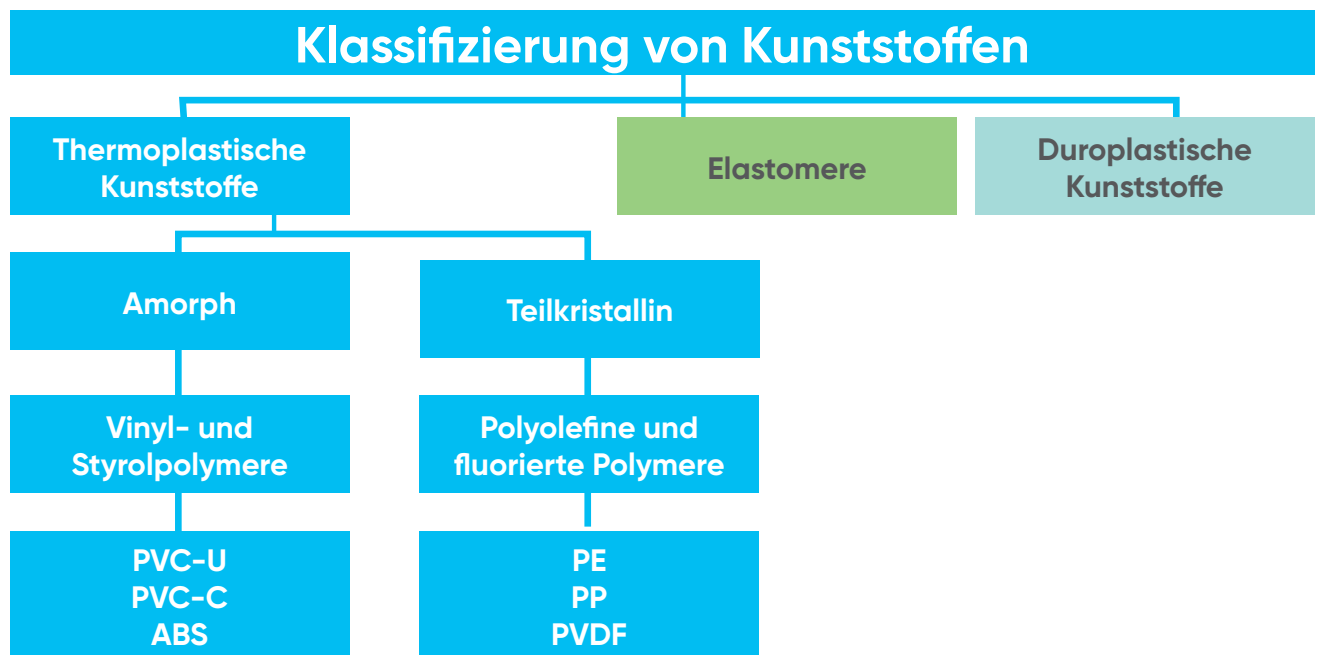 Klassifizierung von Kunststoffen
Thermoplastische
Kunststoffe
Elastomere
Duroplastische
Kunststoffe
Amorph
Teilkristallin
Vinyl- und
Styrolpolymere
Polyolefine und
fluorierte Polymere
PVC-U
PVC-C
ABS
PE
PP
PVDF